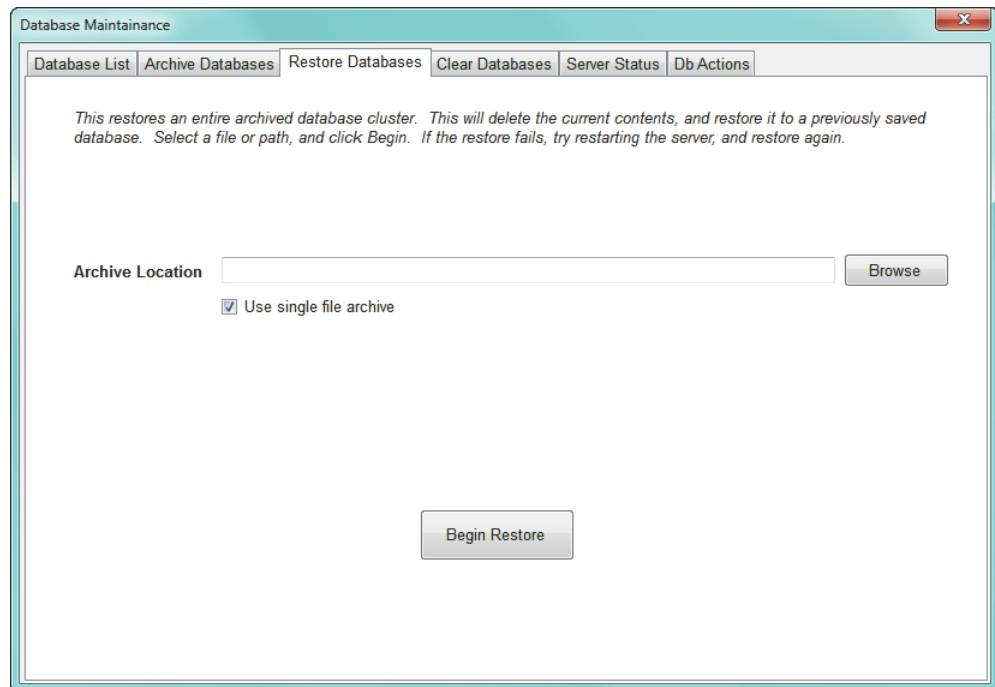 Database Maintainance
Database List Archive Databases Restore Databases Clear Databases Server Status Db Actions
This restores an entire archived database cluster. This will delete the current contents, and restore it to a previously saved
database. Select a file or path, and click Begin. If the restore fails, try restarting the server, and restore again.
Archive Location Browse
Use single file archive
Begin Restore